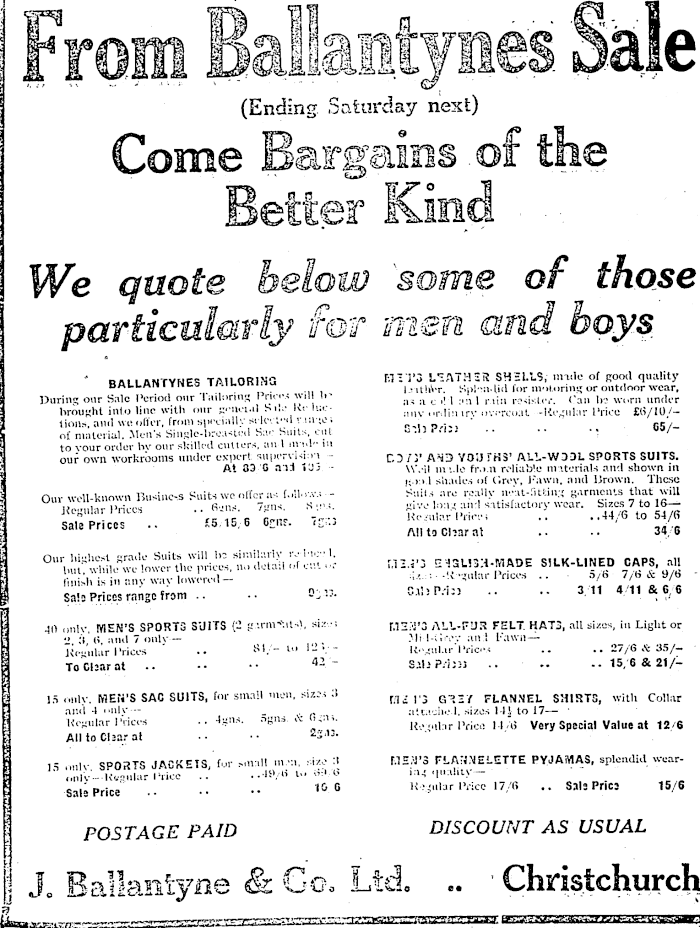 From Ballantynes Sale
(Ending Saturday next)
Come Bargains of the
Better Kind
We quote below some of those
particularly for men and boys
BALLANTYNES TAILORING
During our Sale Period our Tailoring Prices will be
brought into line with our general Sale Reduc-
tions, and we offer, from specially selected ranges
of material, Men's Single-breasted Sac Suits, cut
to your order by our skilled cutters, and made in
our own workrooms under expert supervision—
At and
Our well-known Business Suits we offer as follows—
Regular Prices .. 6gns. 7gns. 8gns.
Sale Prices .. £5/15/6 6gns. 7gns
Our highest grade Suits will be similarly reduced,
but, while we lower the prices, no detail of cut or
finish is in any way lowered—
Sale Prices range from .. ..
40 only, MEN'S SPORTS SUITS (2 garments), sizes
2, 3, 6, and 7 only—
Regular Prices .. 84/- to
To Clear at .. .. .. 42/-
15 only, MEN'S SAC SUITS, for small men, sizes 3
and 4 only—
Regular Prices .. 4gns. 5gns. & 6gns.
All to Clear at .. .. 2gns.
15 only, SPORTS JACKETS, for small men, size 3
only—Regular Price .. ..49/6 to
Sale Price .. ..
POSTAGE PAID
MEN'S LEATHER SHELLS, made of good quality
Leather. Splendid for motoring or outdoor wear,
as a cold and rain resister. Can be worn under
any ordinary overcoat—Regular Price £6/10/–
Sale Price .. .. .. 65/–
BOYS' AND YOUTHS' ALL-WOOL SPORTS SUITS.
Well made from reliable materials and shown in
good shades of Grey, Fawn, and Brown. These
Suits are really neat-fitting garments that will
give long and satisfactory wear. Sizes 7 to 16—
Regular Prices .. ..44/6 to 54/6
All to Clear at .. .. 34/6
MEN'S ENGLISH-MADE SILK-LINED CAPS, all
sizes—Regular Prices .. 5/6 7/6 & 9/6
Sale Price .. 3/11 4/11 & 6/6
MEN'S ALL-FUR FELT HATS, all sizes, in Light or
Mid-Grey and Fawn—
Regular Prices .. .. 27/6 & 35/–
Sale Prices .. .. 15/6 & 21/–
MEN'S GREY FLANNEL SHIRTS, with Collar
attached, sizes 14½ to 17—
Regular Price 14/6 Very Special Value at 12/6
MEN'S FLANNELETTE PYJAMAS, splendid wear-
ing quality—
Regular Price 17/6 .. Sale Price 15/6
DISCOUNT AS USUAL
J. Ballantyne & Co. Ltd. .. Christchurch